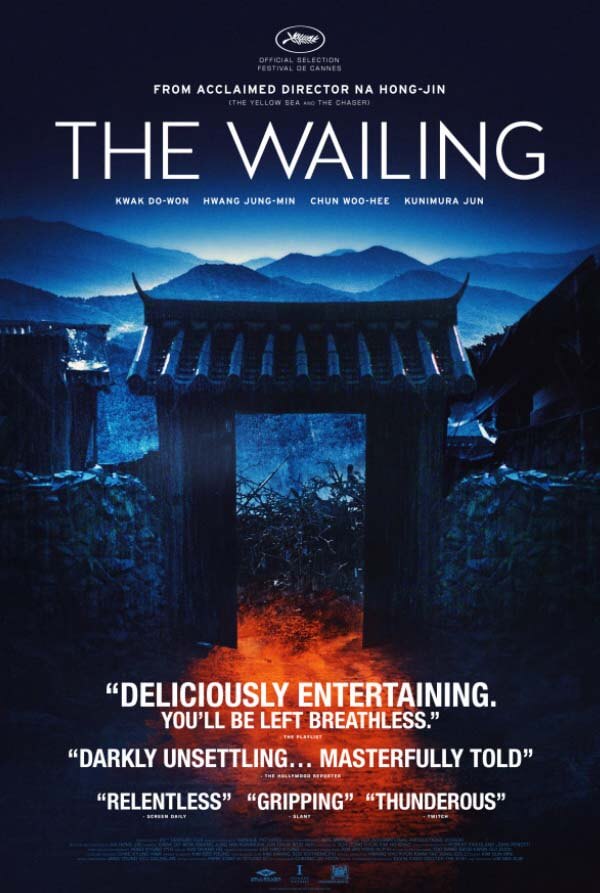 OFFICIAL SELECTION
FESTIVAL DE CANNES
FROM ACCLAIMED DIRECTOR NA HONG-JIN
(THE YELLOW SEA AND THE CHASER)
THE WAILING
KWAK DO-WON HWANG JUNG-MIN CHUN WOO-HEE KUNIMURA JUN
“DELICIOUSLY ENTERTAINING.
YOU'LL BE LEFT BREATHLESS.”
- THE PLAYLIST
“DARKLY UNSETTLING... MASTERFULLY TOLD”
- THE HOLLYWOOD REPORTER
“RELENTLESS” “GRIPPING” “THUNDEROUS”
- SCREEN DAILY - SLANT - TWITCH